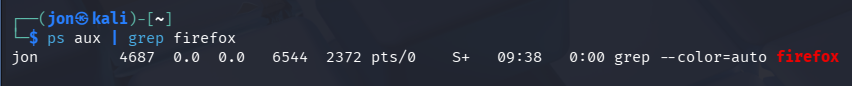 ┌──(jon㉿kali)-[~]
└─$ ps aux | grep firefox
jon         4687  0.0  0.0   6544  2372 pts/0    S+   09:38   0:00 grep --color=auto firefox